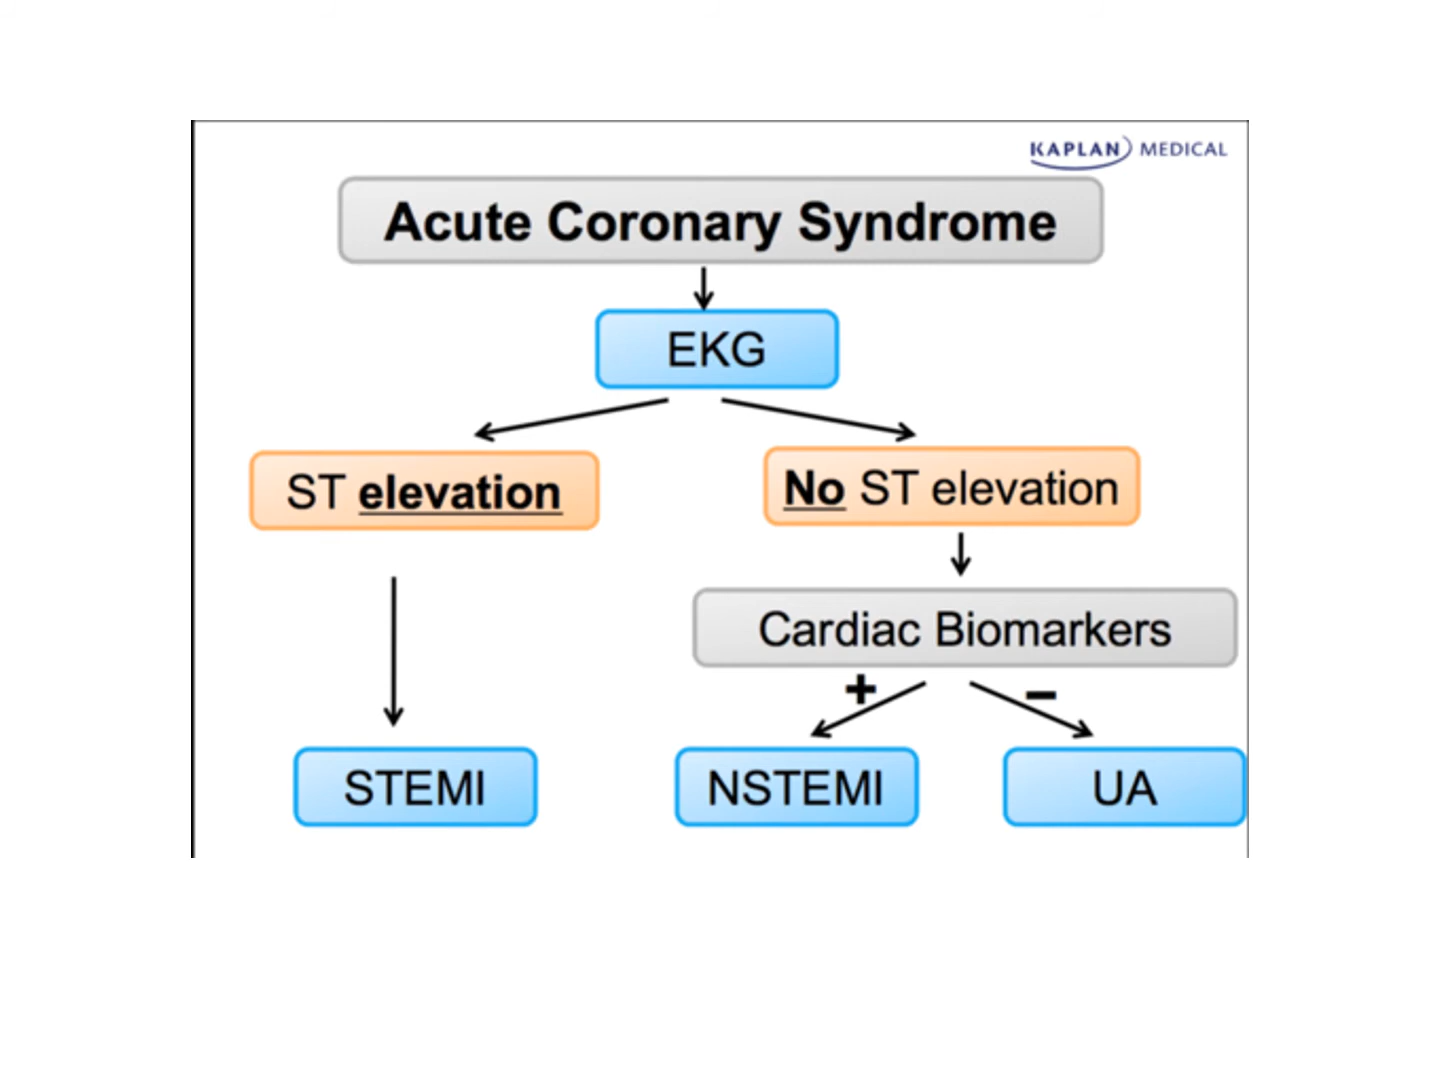 KAPLAN MEDICAL
Acute Coronary Syndrome
EKG
ST elevation
No ST elevation
Cardiac Biomarkers
+
–
STEMI
NSTEMI
UA